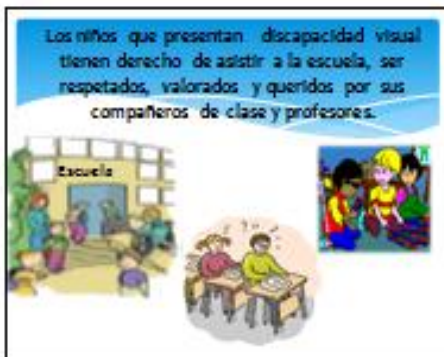 Los niños que presentan discapacidad visual
tienen derecho de asistir a la escuela, ser
respetados, valorados y queridos por sus
compañeros de clase y profesores.
Escuela